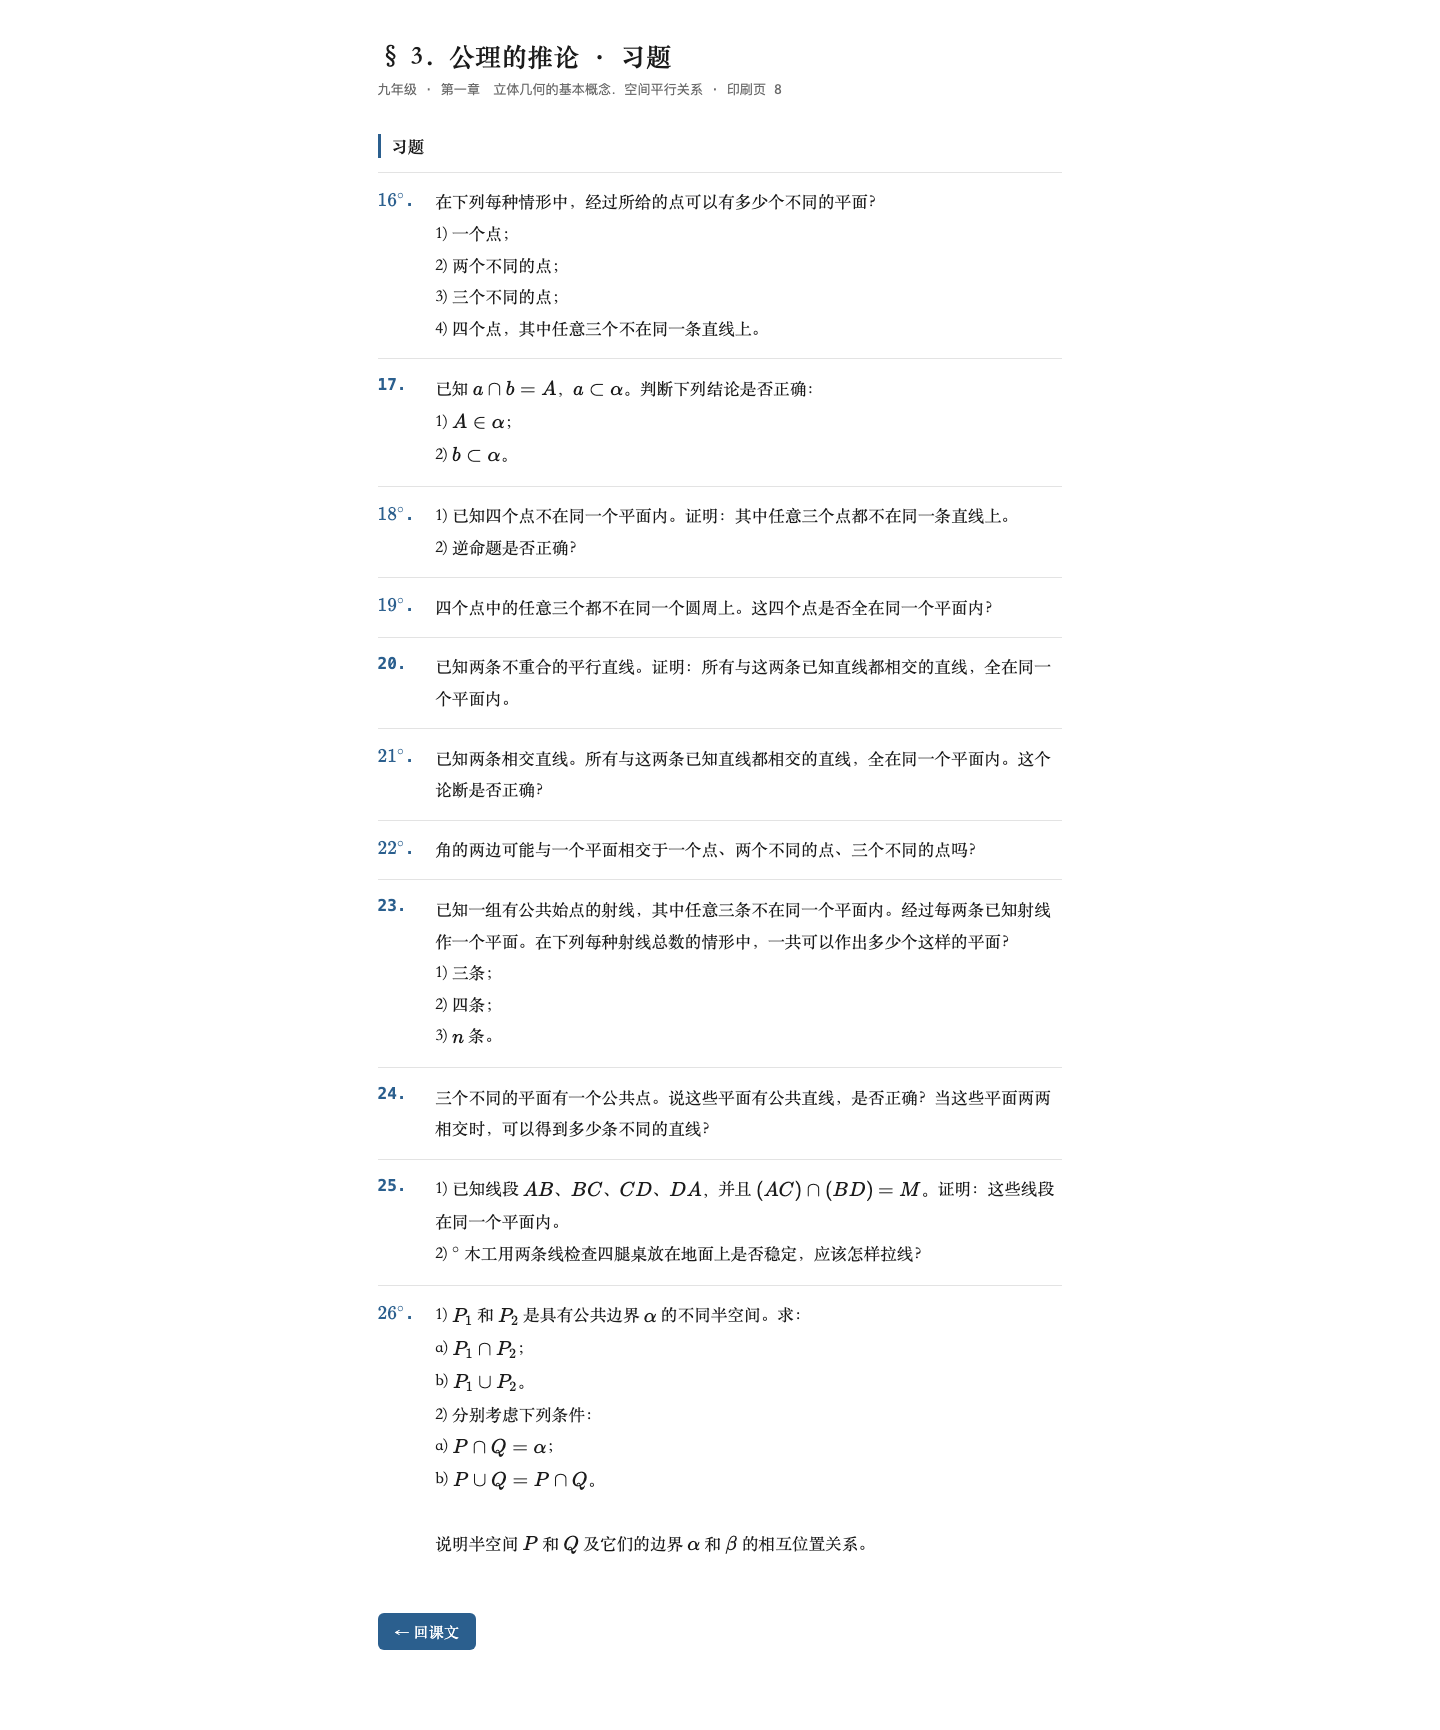 § 3. 公理的推论 · 习题
九年级 · 第一章　立体几何的基本概念. 空间平行关系 · 印刷页 8
习题
16°. 在下列每种情形中，经过所给的点可以有多少个不同的平面？
1) 一个点；
2) 两个不同的点；
3) 三个不同的点；
4) 四个点，其中任意三个不在同一条直线上。
17. 已知 a ∩ b = A，a ⊂ α。判断下列结论是否正确：
1) A ∈ α；
2) b ⊂ α。
18°. 1) 已知四个点不在同一个平面内。证明：其中任意三个点都不在同一条直线上。
2) 逆命题是否正确？
19°. 四个点中的任意三个都不在同一个圆周上。这四个点是否全在同一个平面内？
20. 已知两条不重合的平行直线。证明：所有与这两条已知直线都相交的直线，全在同一
个平面内。
21°. 已知两条相交直线。所有与这两条已知直线都相交的直线，全在同一个平面内。这个
论断是否正确？
22°. 角的两边可能与一个平面相交于一个点、两个不同的点、三个不同的点吗？
23. 已知一组有公共始点的射线，其中任意三条不在同一个平面内。经过每两条已知射线
作一个平面。在下列每种射线总数的情形中，一共可以作出多少个这样的平面？
1) 三条；
2) 四条；
3) n 条。
24. 三个不同的平面有一个公共点。说这些平面有公共直线，是否正确？当这些平面两两
相交时，可以得到多少条不同的直线？
25. 1) 已知线段 AB、BC、CD、DA，并且 (AC) ∩ (BD) = M。证明：这些线段
在同一个平面内。
2) ° 木工用两条线检查四腿桌放在地面上是否稳定，应该怎样拉线？
26°. 1) P₁ 和 P₂ 是具有公共边界 α 的不同半空间。求：
a) P₁ ∩ P₂；
b) P₁ ∪ P₂。
2) 分别考虑下列条件：
a) P ∩ Q = α；
b) P ∪ Q = P ∩ Q。
说明半空间 P 和 Q 及它们的边界 α 和 β 的相互位置关系。
← 回课文